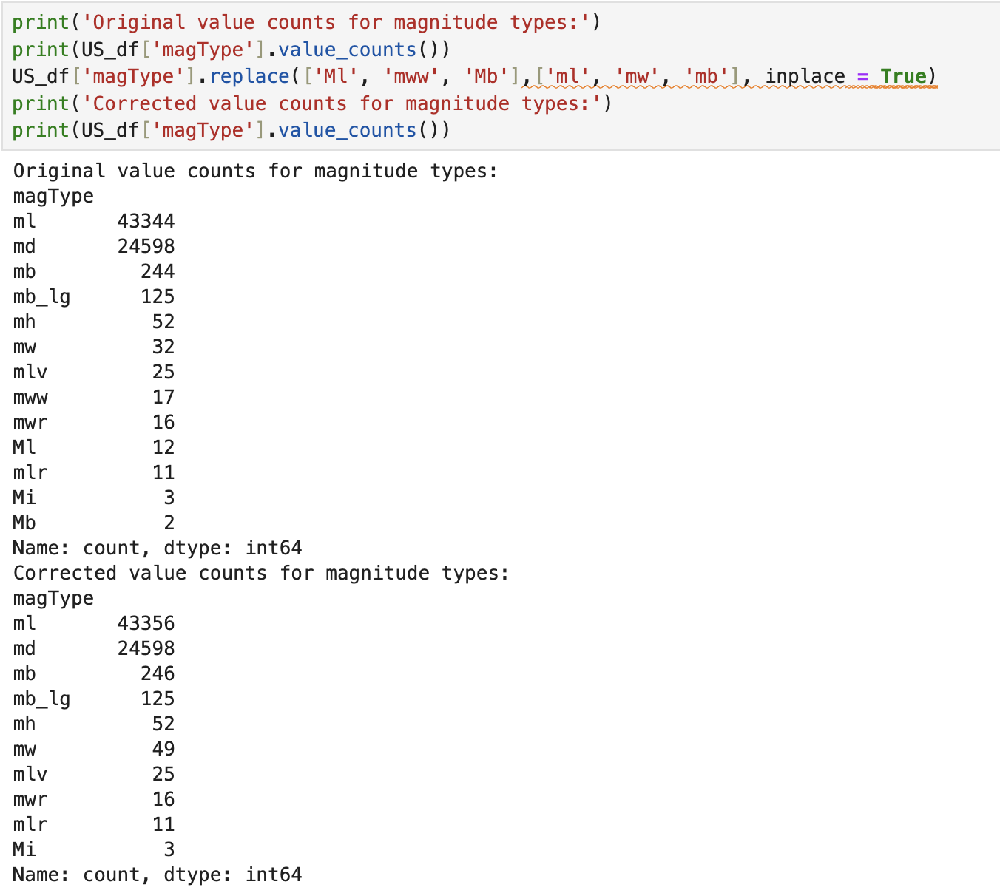 print('Original value counts for magnitude types:')
print(US_df['magType'].value_counts())
US_df['magType'].replace(['Ml', 'mww', 'Mb'],['ml', 'mw', 'mb'], inplace = True)
print('Corrected value counts for magnitude types:')
print(US_df['magType'].value_counts())
Original value counts for magnitude types:
magType
ml       43344
md       24598
mb         244
mb_lg      125
mh          52
mw          32
mlv         25
mww         17
mwr         16
Ml          12
mlr         11
Mi           3
Mb           2
Name: count, dtype: int64
Corrected value counts for magnitude types:
magType
ml       43356
md       24598
mb         246
mb_lg      125
mh          52
mw          49
mlv         25
mwr         16
mlr         11
Mi           3
Name: count, dtype: int64